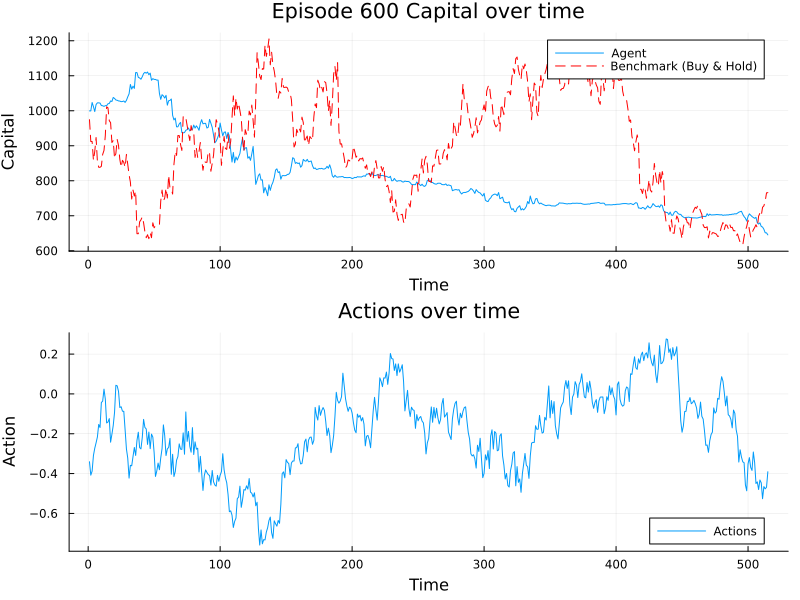 Episode 600 Capital over time
1200
1100
1000
900
800
700
600
Capital
0 100 200 300 400 500
Time
Agent
Benchmark (Buy & Hold)
Actions over time
0.2
0.0
−0.2
−0.4
−0.6
Action
0 100 200 300 400 500
Time
Actions